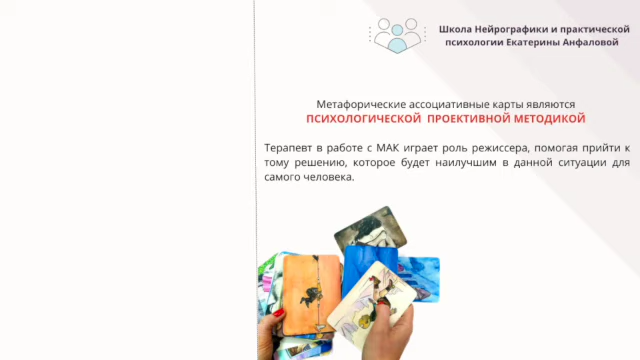 Школа Нейрографики и практической
психологии Екатерины Анфаловой
Метафорические ассоциативные карты являются
ПСИХОЛОГИЧЕСКОЙ ПРОЕКТИВНОЙ МЕТОДИКОЙ
Терапевт в работе с МАК играет роль режиссера, помогая прийти к
тому решению, которое будет наилучшим в данной ситуации для
самого человека.